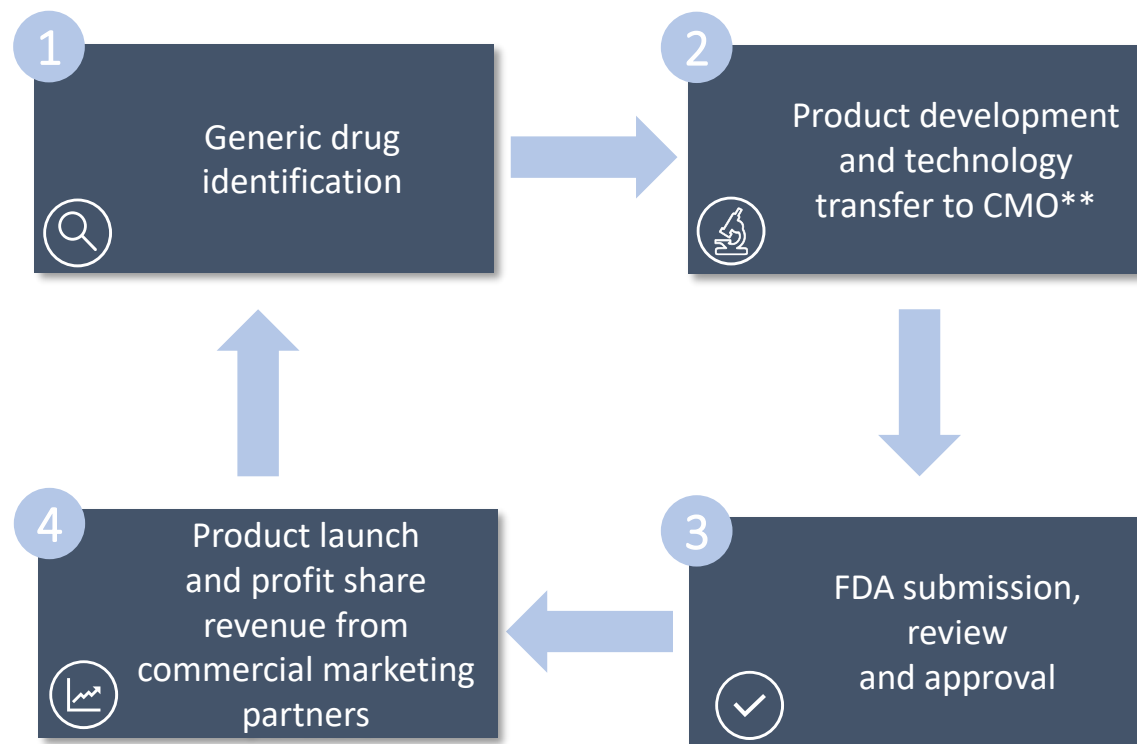 1
Generic drug
identification
2
Product development
and technology
transfer to CMO**
3
FDA submission,
review
and approval
4
Product launch
and profit share
revenue from
commercial marketing
partners